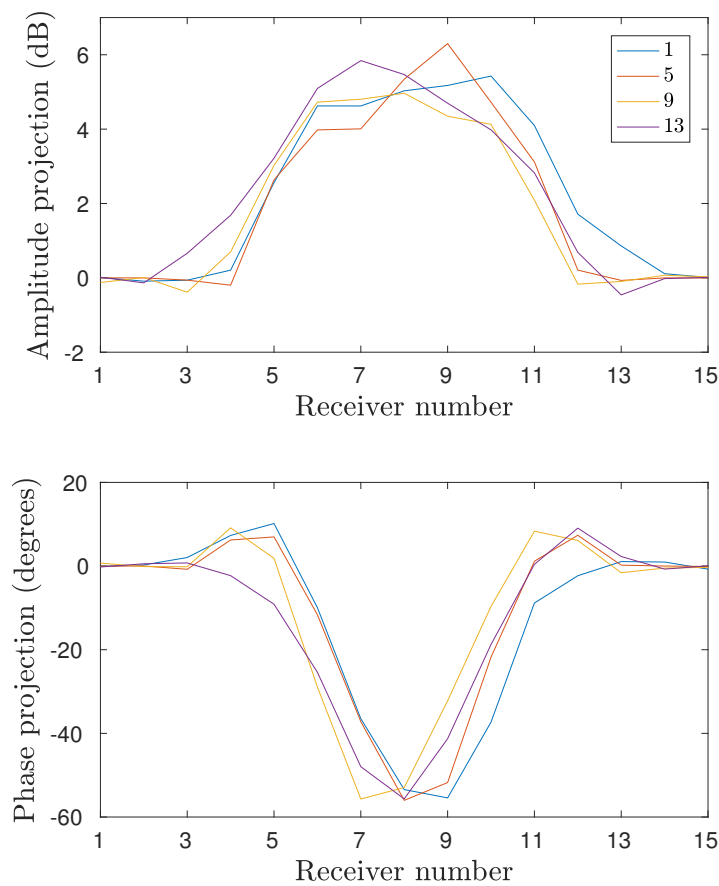 Amplitude projection (dB)
6
4
2
0
-2
1
5
9
13
1 3 5 7 9 11 13 15
Receiver number
Phase projection (degrees)
20
0
-20
-40
-60
1 3 5 7 9 11 13 15
Receiver number